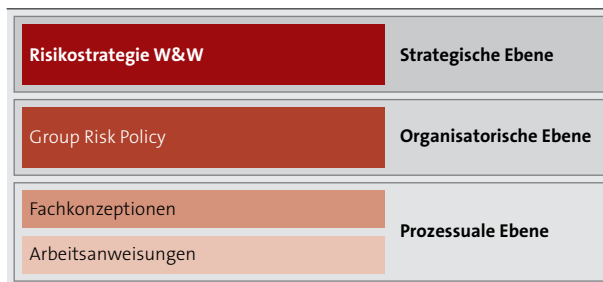 Risikostrategie W&W
Strategische Ebene
Group Risk Policy
Organisatorische Ebene
Fachkonzeptionen
Arbeitsanweisungen
Prozessuale Ebene